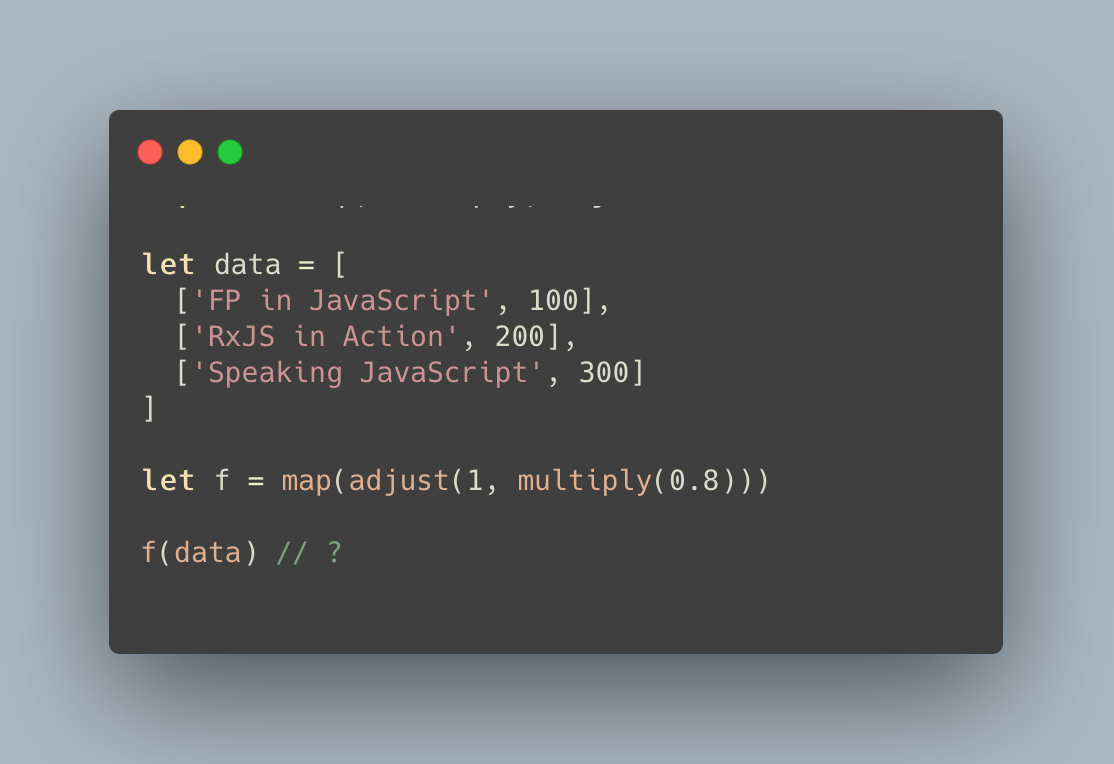 let data = [
  ['FP in JavaScript', 100],
  ['RxJS in Action', 200],
  ['Speaking JavaScript', 300]
]
let f = map(adjust(1, multiply(0.8)))
f(data) // ?